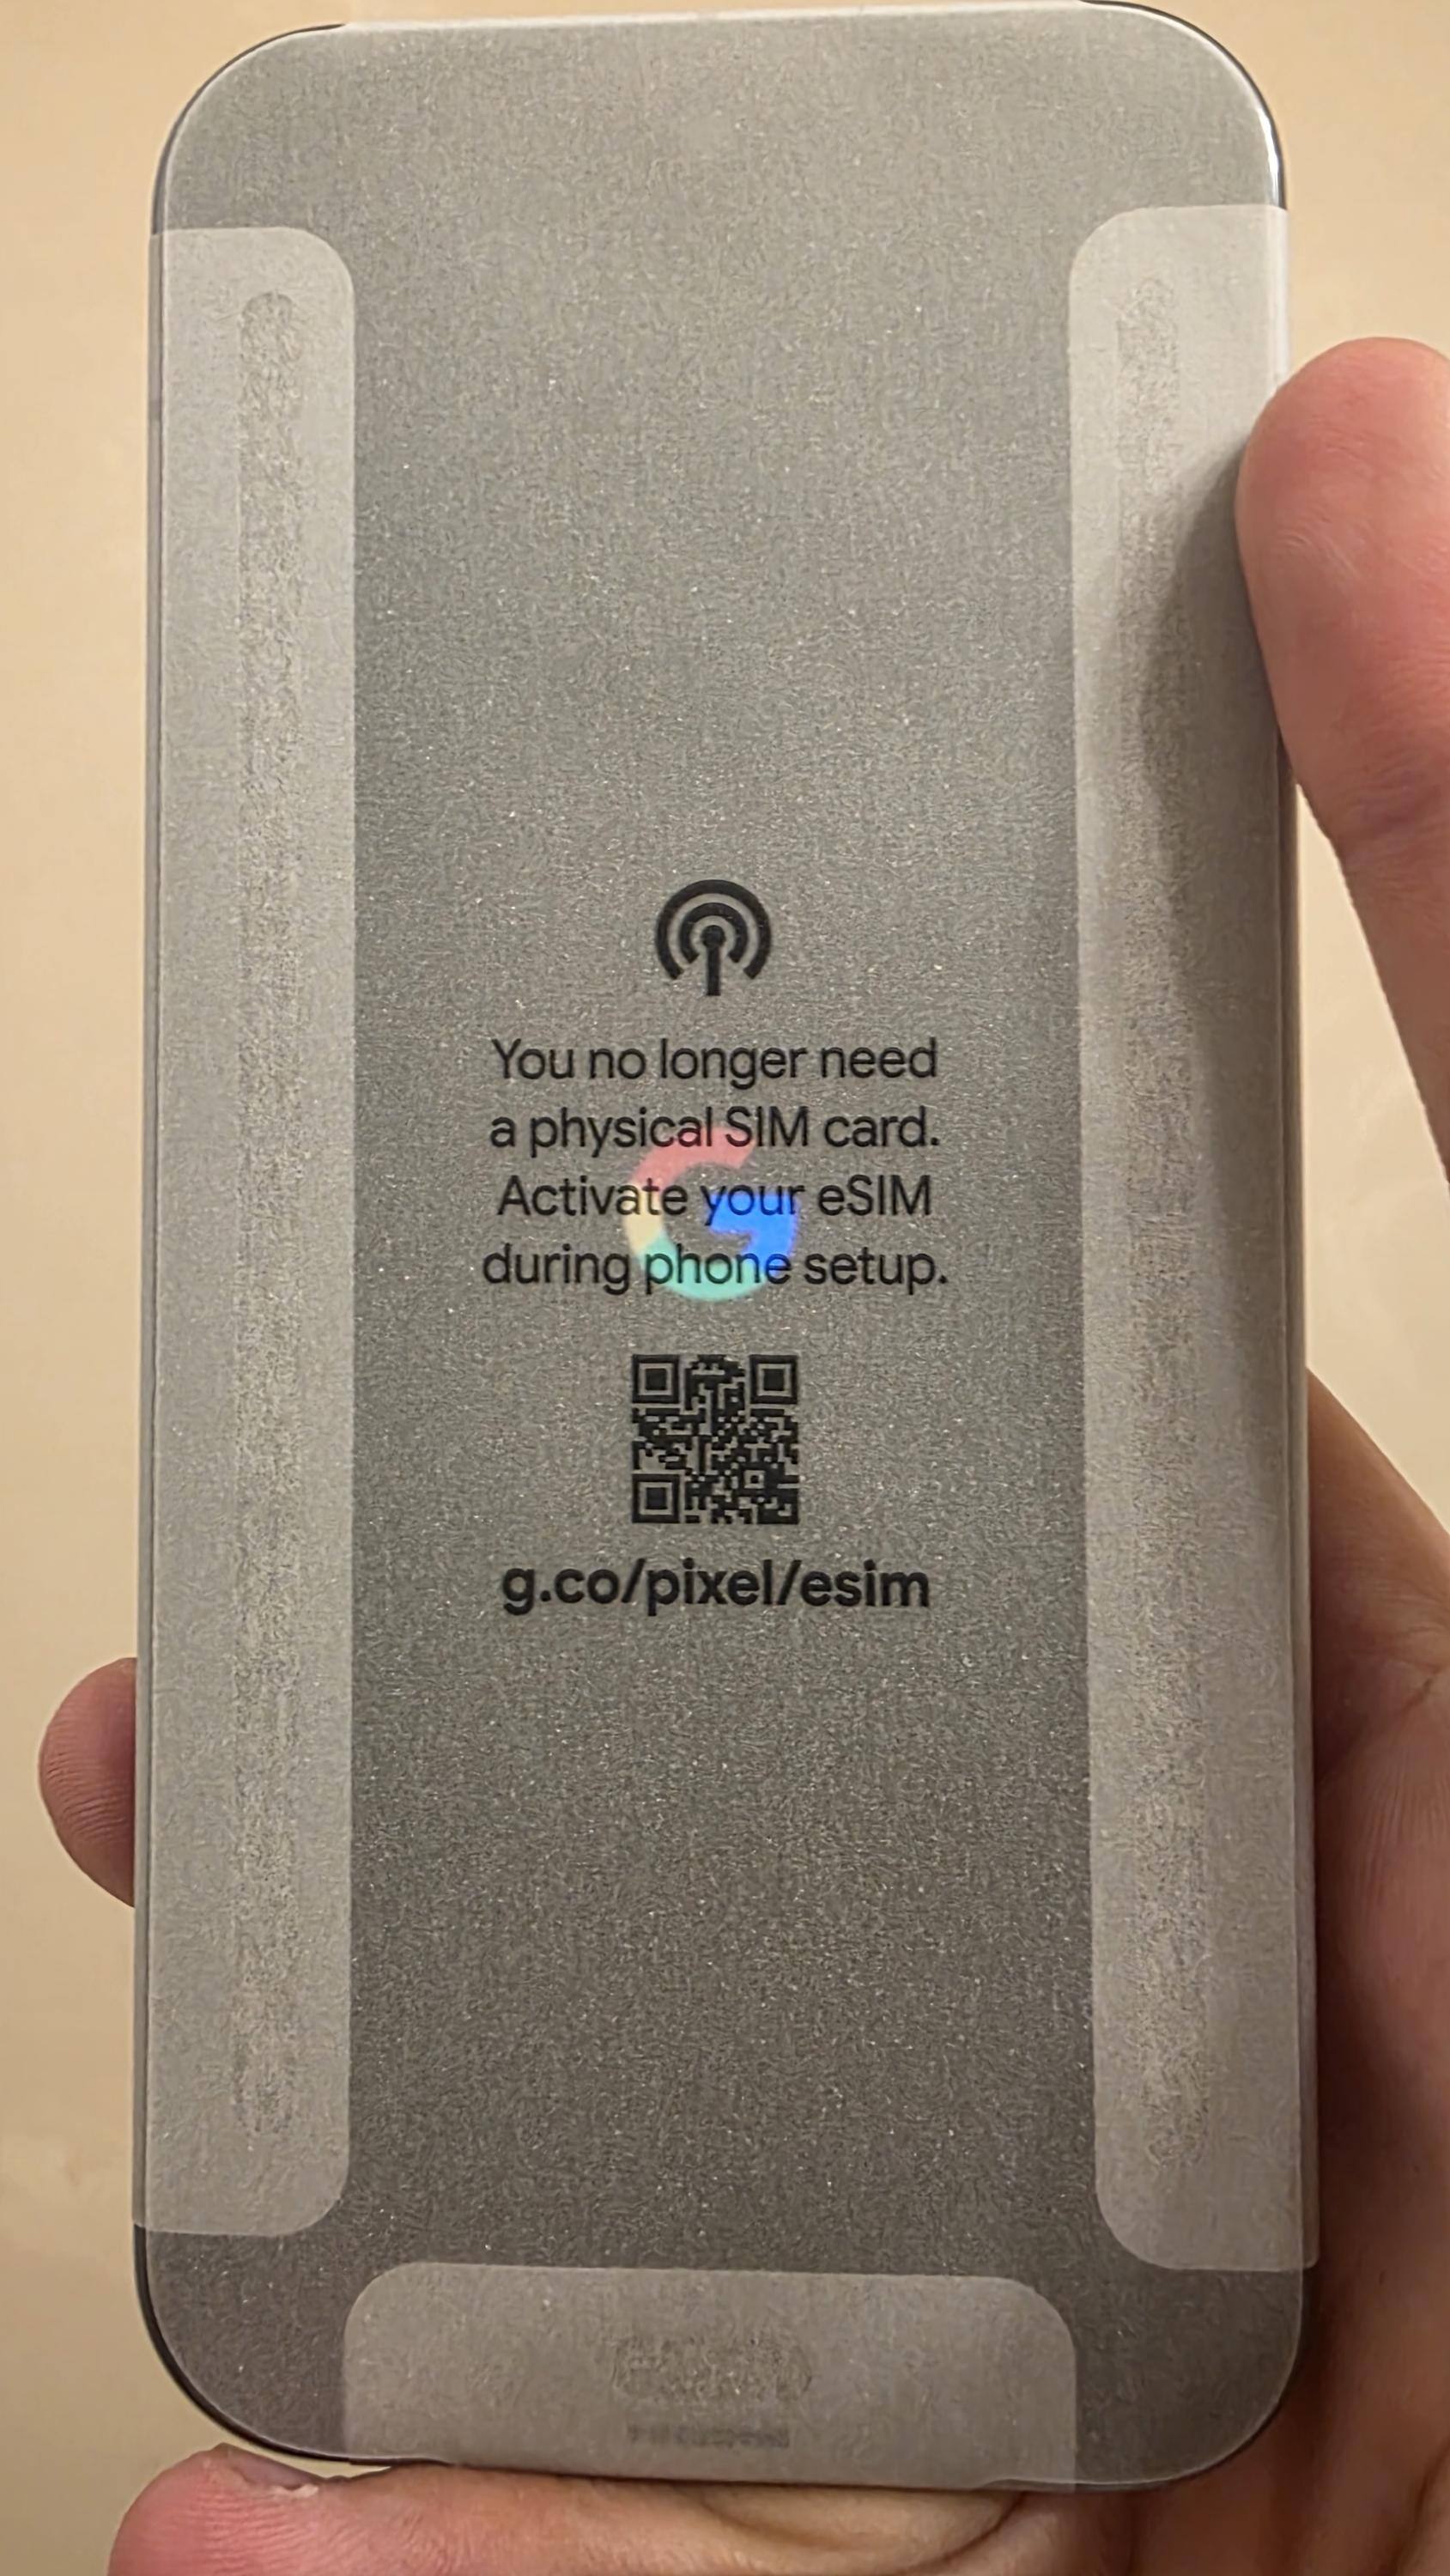 You no longer need
a physical SIM card.
Activate your eSIM
during phone setup.
g.co/pixel/esim